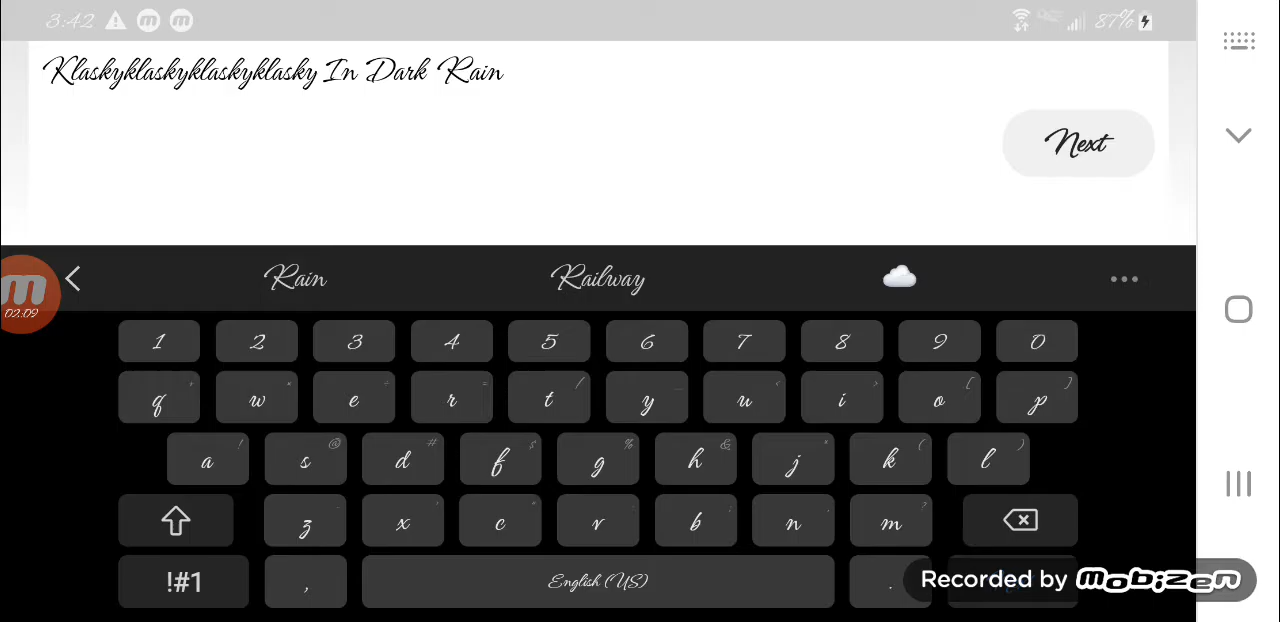 3:42 87%
Klaskyklaskyklaskyklasky In Dark Rain
Next
Rain Railway
02:09
1 2 3 4 5 6 7 8 9 0
q w e r t y u i o p
a s d f g h j k l
z x c v b n m
!#1 , English (US) .
Recorded by mobizen